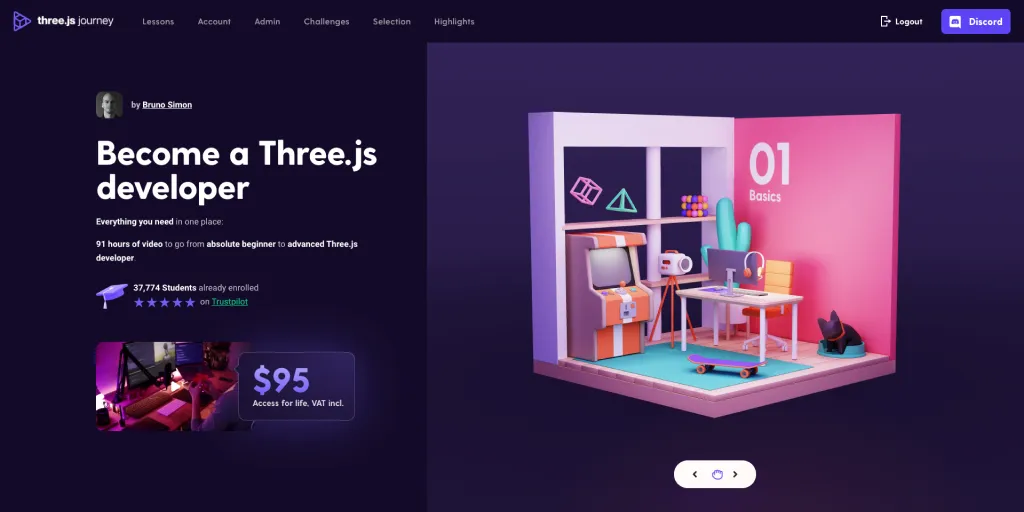 three.js journey
Lessons
Account
Admin
Challenges
Selection
Highlights
Logout
Discord
by Bruno Simon
Become a Three.js
developer
Everything you need in one place:
91 hours of video to go from absolute beginner to advanced Three.js
developer.
37,774 Students already enrolled
on Trustpilot
$95
Access for life, VAT incl.
01
Basics